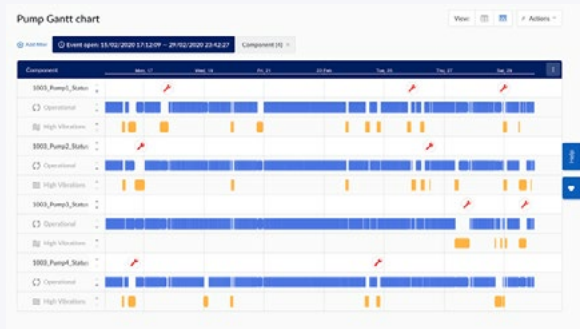 Pump Gantt chart
View:
Actions
Add filter
Event open: 15/02/2020 17:12:09 — 29/02/2020 23:42:27
Component (4) ×
Component
Mon, 17
Wed, 19
Fri, 21
23 Feb
Tue, 25
Thu, 27
Sat, 29
1003_Pump1_Status
Operational
High Vibrations
1003_Pump2_Status
Operational
High Vibrations
1003_Pump3_Status
Operational
High Vibrations
1003_Pump4_Status
Operational
High Vibrations
Help